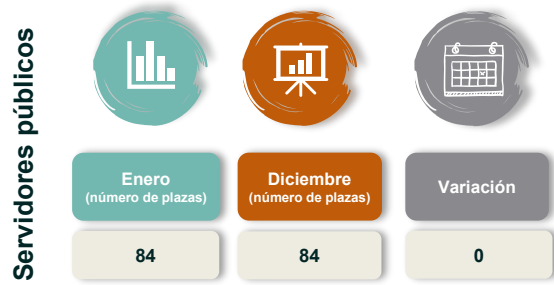 Servidores públicos
Enero
(número de plazas)
Diciembre
(número de plazas)
Variación
84
84
0